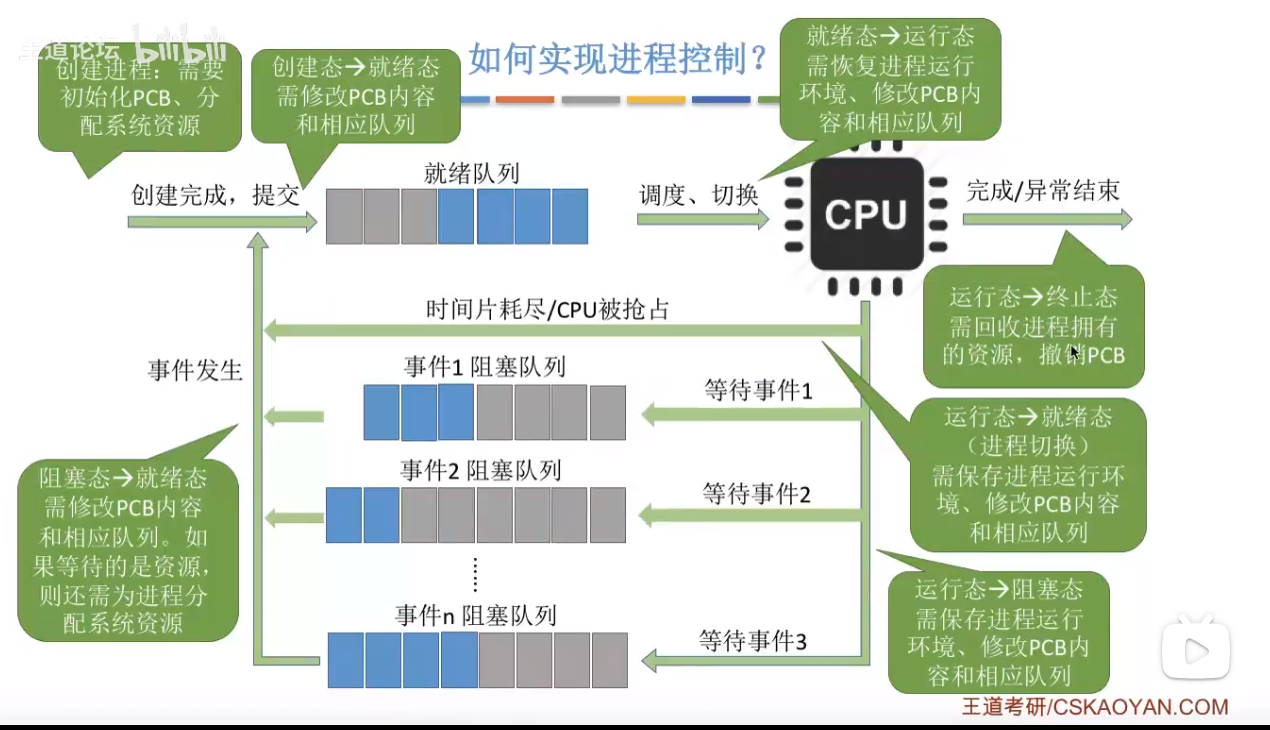 王道论坛 bilibili
如何实现进程控制？
创建进程：需要
初始化PCB、分
配系统资源
创建态→就绪态
需修改PCB内容
和相应队列
就绪态→运行态
需恢复进程运行
环境、修改PCB内
容和相应队列
创建完成，提交
就绪队列
调度、切换
CPU
完成/异常结束
运行态→终止态
需回收进程拥有
的资源，撤销PCB
时间片耗尽/CPU被抢占
事件发生
事件1 阻塞队列
等待事件1
运行态→就绪态
（进程切换）
需保存进程运行环
境、修改PCB内容
和相应队列
阻塞态→就绪态
需修改PCB内容
和相应队列。如
果等待的是资源，
则还需为进程分
配系统资源
事件2 阻塞队列
等待事件2
事件n 阻塞队列
等待事件3
运行态→阻塞态
需保存进程运行
环境、修改PCB内
容和相应队列
王道考研/CSKAOYAN.COM